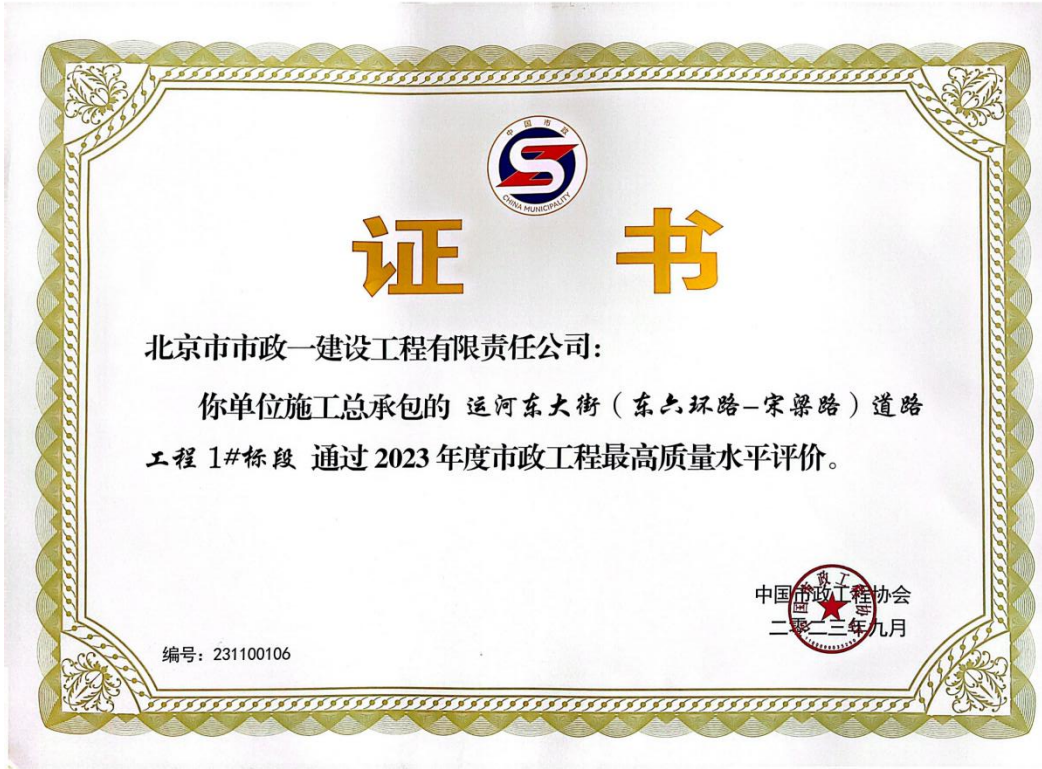 中国市政
CHINA MUNICIPALITY
证 书
北京市市政一建设工程有限责任公司:
你单位施工总承包的 运河东大街(东六环路-宋梁路)道路
工程 1#标段 通过 2023 年度市政工程最高质量水平评价。
中国市政工程协会
二零二三年九月
编号: 231100106